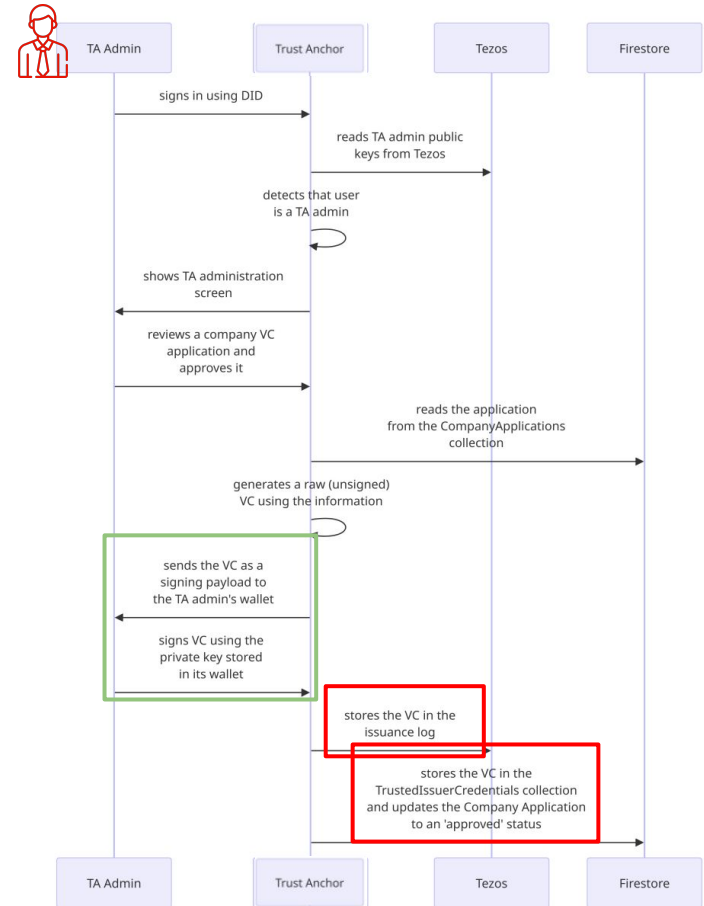 TA Admin
Trust Anchor
Tezos
Firestore
signs in using DID
reads TA admin public
keys from Tezos
detects that user
is a TA admin
shows TA administration
screen
reviews a company VC
application and
approves it
reads the application
from the CompanyApplications
collection
generates a raw (unsigned)
VC using the information
sends the VC as a
signing payload to
the TA admin's wallet
signs VC using the
private key stored
in its wallet
stores the VC in the
issuance log
stores the VC in the
TrustedIssuerCredentials collection
and updates the Company Application
to an 'approved' status
TA Admin
Trust Anchor
Tezos
Firestore